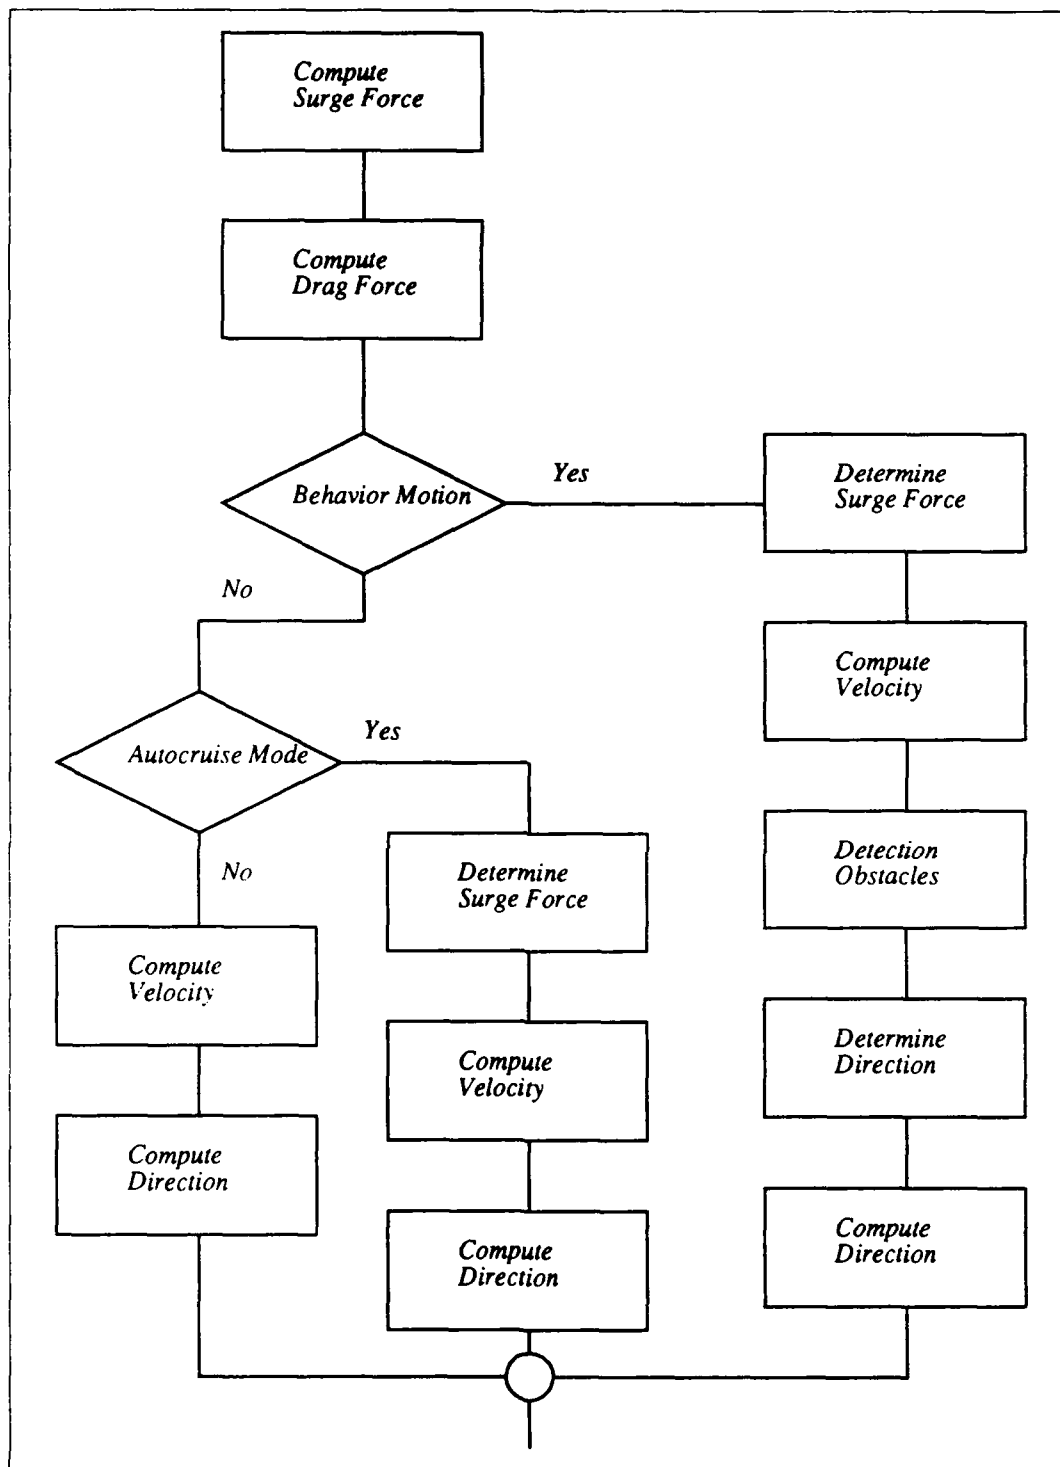 Compute
Surge Force
Compute
Drag Force
Behavior Motion
Yes
Determine
Surge Force
No
Compute
Velocity
Autocruise Mode
Yes
Detection
Obstacles
No
Determine
Surge Force
Compute
Velocity
Determine
Direction
Compute
Velocity
Compute
Direction
Compute
Direction
Compute
Direction